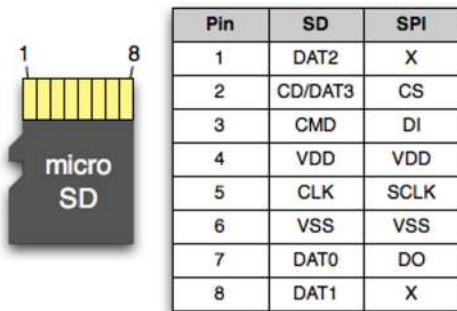 1 8
micro
SD
Pin SD SPI
1 DAT2 X
2 CD/DAT3 CS
3 CMD DI
4 VDD VDD
5 CLK SCLK
6 VSS VSS
7 DAT0 DO
8 DAT1 X